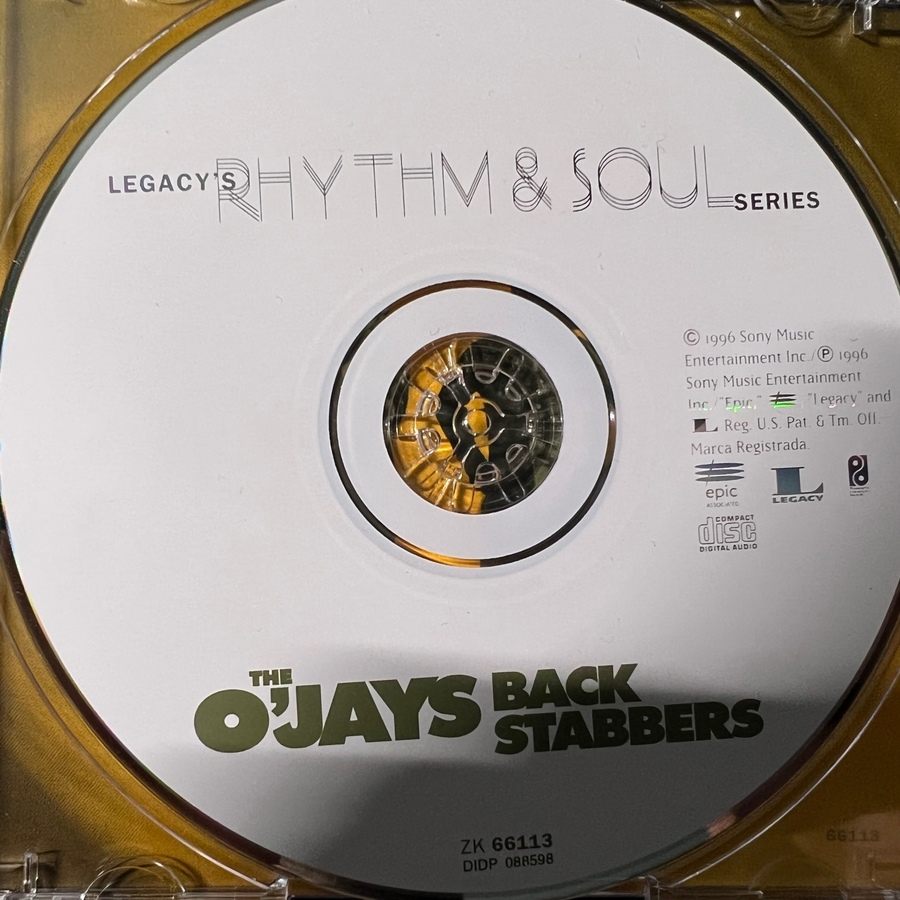 LEGACY'S RHYTHM & SOUL SERIES
© 1996 Sony Music
Entertainment Inc./℗ 1996
Sony Music Entertainment
Inc./"Epic," "Legacy" and
L Reg. U.S. Pat. & Tm. Off.
Marca Registrada.
epic
LEGACY
COMPACT
disc
DIGITAL AUDIO
THE
O'JAYS
BACK
STABBERS
ZK 66113
DIDP 088598
66113